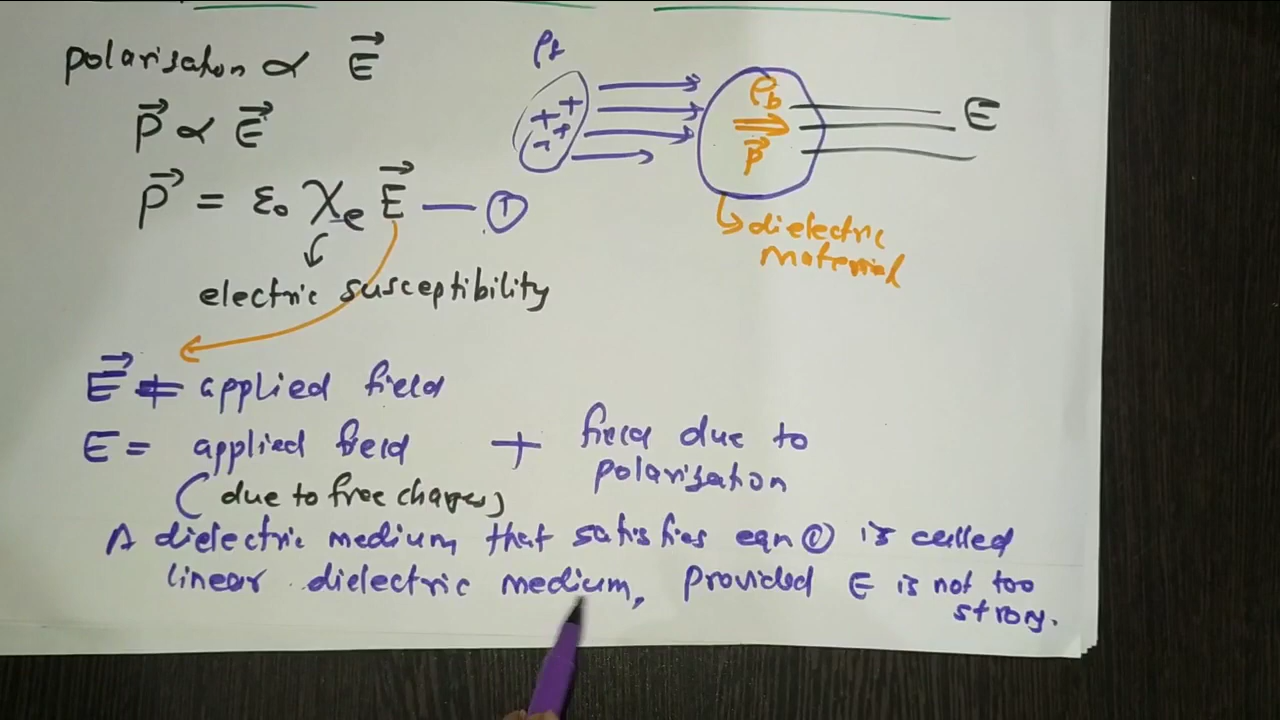 polarisation ∝ E⃗
P⃗ ∝ E⃗
P⃗ = ε₀ χₑ E⃗ — ①
electric susceptibility
ρf
+ +
+ +
-
ρb
P⃗
E
dielectric
material
E⃗ ≠ applied field
E = applied field + field due to polarisation
(due to free charges)
A dielectric medium that satisfies eqn ① is called
linear dielectric medium, provided E is not too
strong.